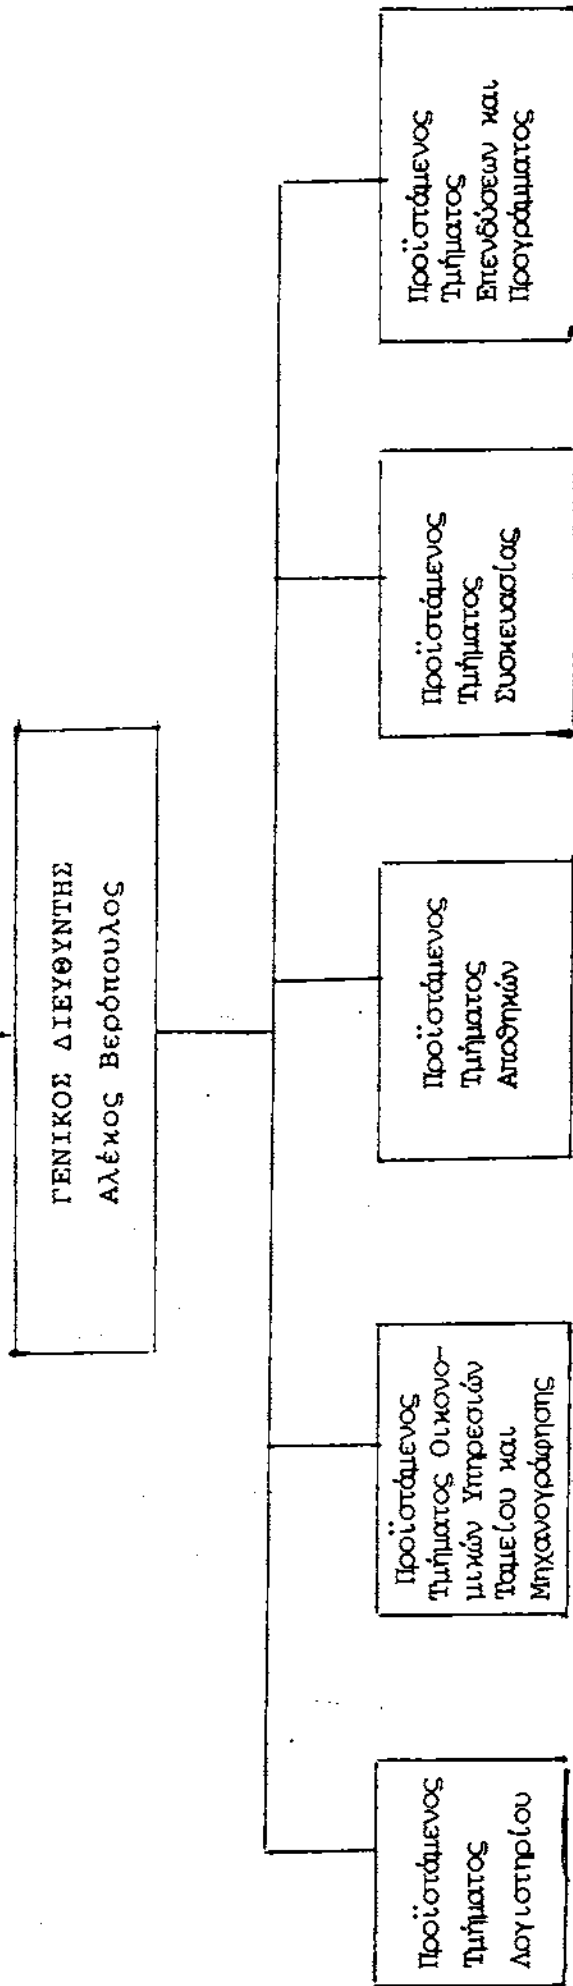 ΓΕΝΙΚΟΣ ΔΙΕΥΘΥΝΤΗΣ
Αλέκος Βερόπουλος
Προϊστάμενος
Τμήματος
Λογιστηρίου
Προϊστάμενος
Τμήματος Οικονο-
μικών Υπηρεσιών
Ταμείου και
Μηχανογράφησης
Προϊστάμενος
Τμήματος
Αποθηκών
Προϊστάμενος
Τμήματος
Συσκευασίας
Προϊστάμενος
Τμήματος
Επενδύσεων και
Προγράμματος